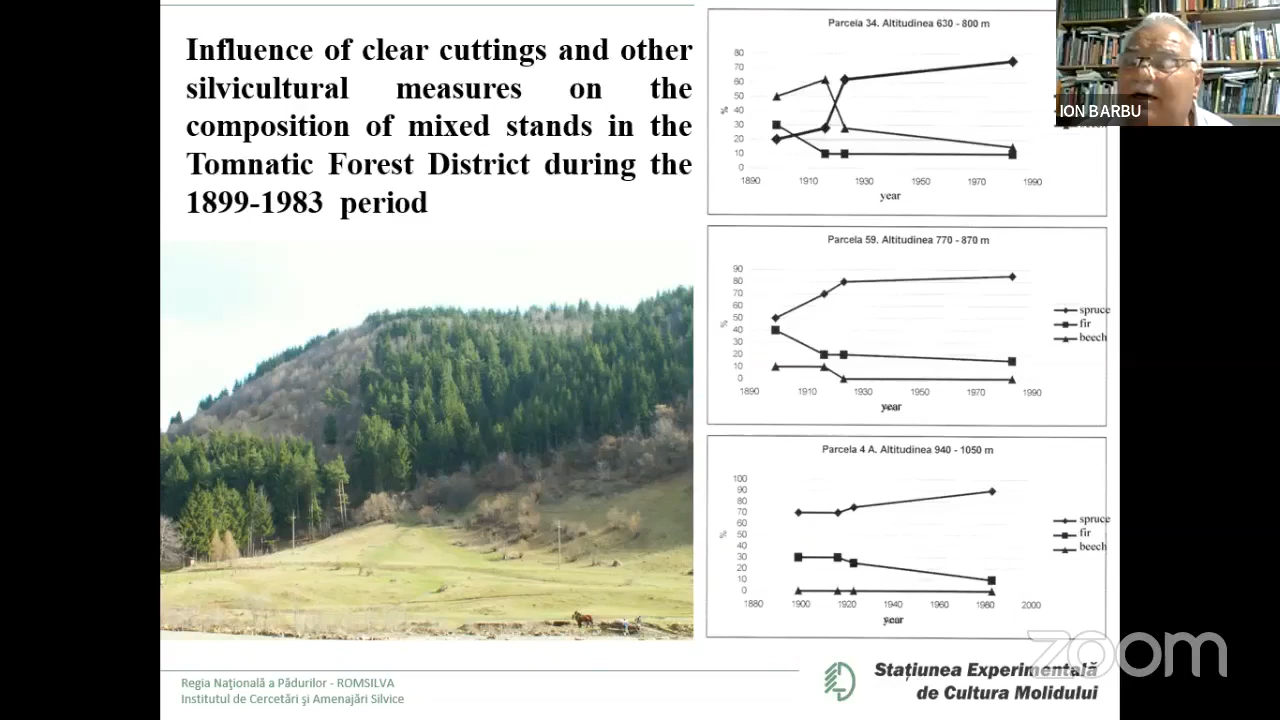 Influence of clear cuttings and other
silvicultural measures on the
composition of mixed stands in the
Tomnatic Forest District during the
1899-1983 period
Parcela 34. Altitudinea 630 - 800 m
80
70
60
50
40
30
20
10
0
%
1890 1910 1930 1950 1970 1990
year
ION BARBU
Parcela 59. Altitudinea 770 - 870 m
90
80
70
60
50
40
30
20
10
0
%
1890 1910 1930 1950 1970 1990
year
spruce
fir
beech
Parcela 4 A. Altitudinea 940 - 1050 m
100
90
80
70
60
50
40
30
20
10
0
%
1880 1900 1920 1940 1960 1980 2000
year
spruce
fir
beech
zoom
Regia Naţională a Pădurilor - ROMSILVA
Institutul de Cercetări şi Amenajări Silvice
Staţiunea Experimentală
de Cultura Molidului